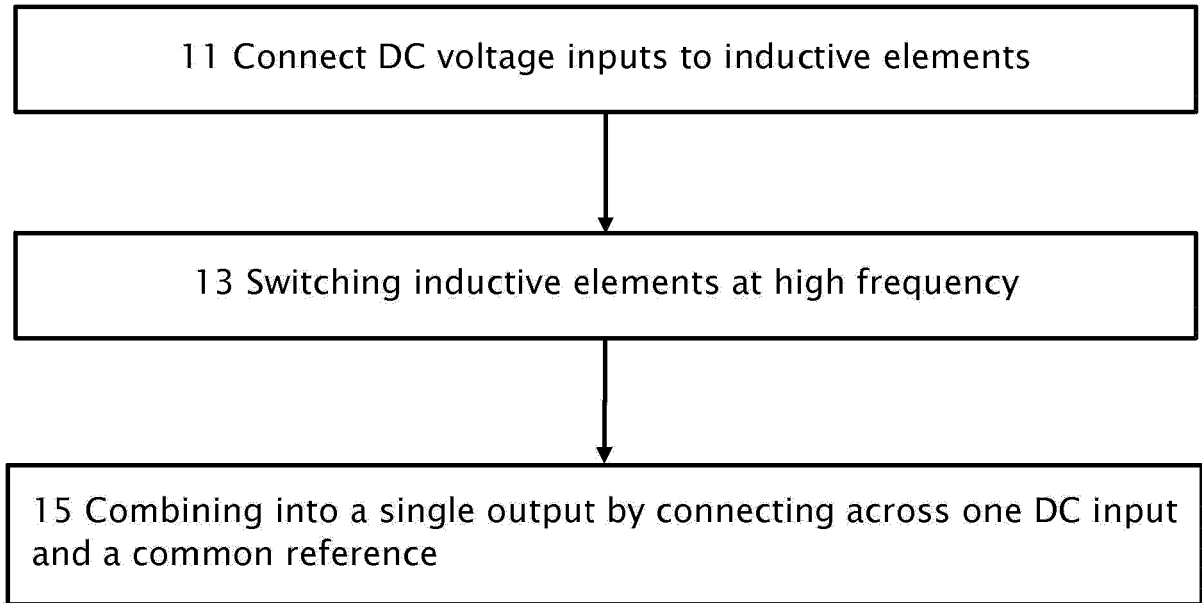 11 Connect DC voltage inputs to inductive elements
13 Switching inductive elements at high frequency
15 Combining into a single output by connecting across one DC input
and a common reference